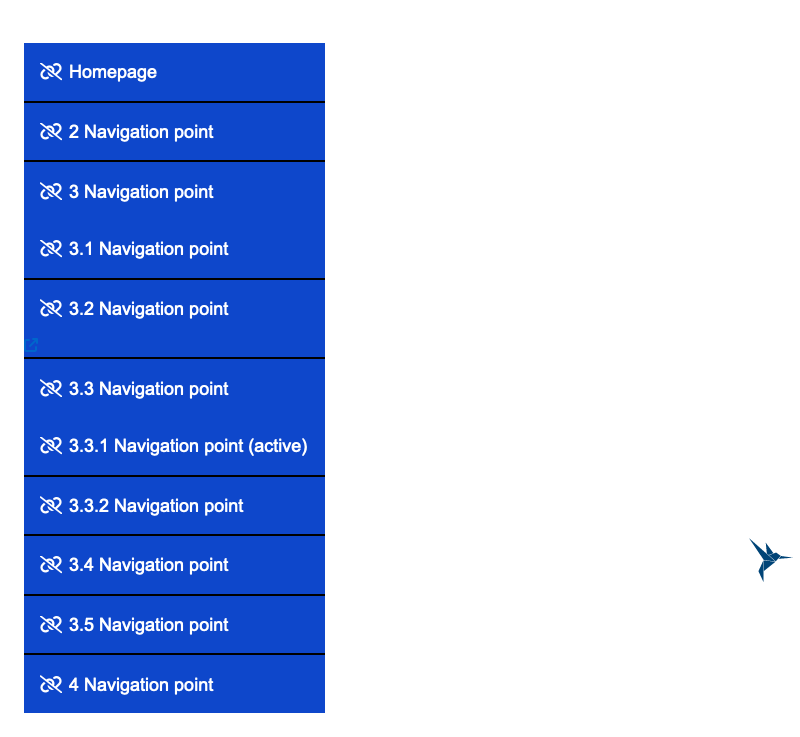 Homepage
2 Navigation point
3 Navigation point
3.1 Navigation point
3.2 Navigation point
3.3 Navigation point
3.3.1 Navigation point (active)
3.3.2 Navigation point
3.4 Navigation point
3.5 Navigation point
4 Navigation point